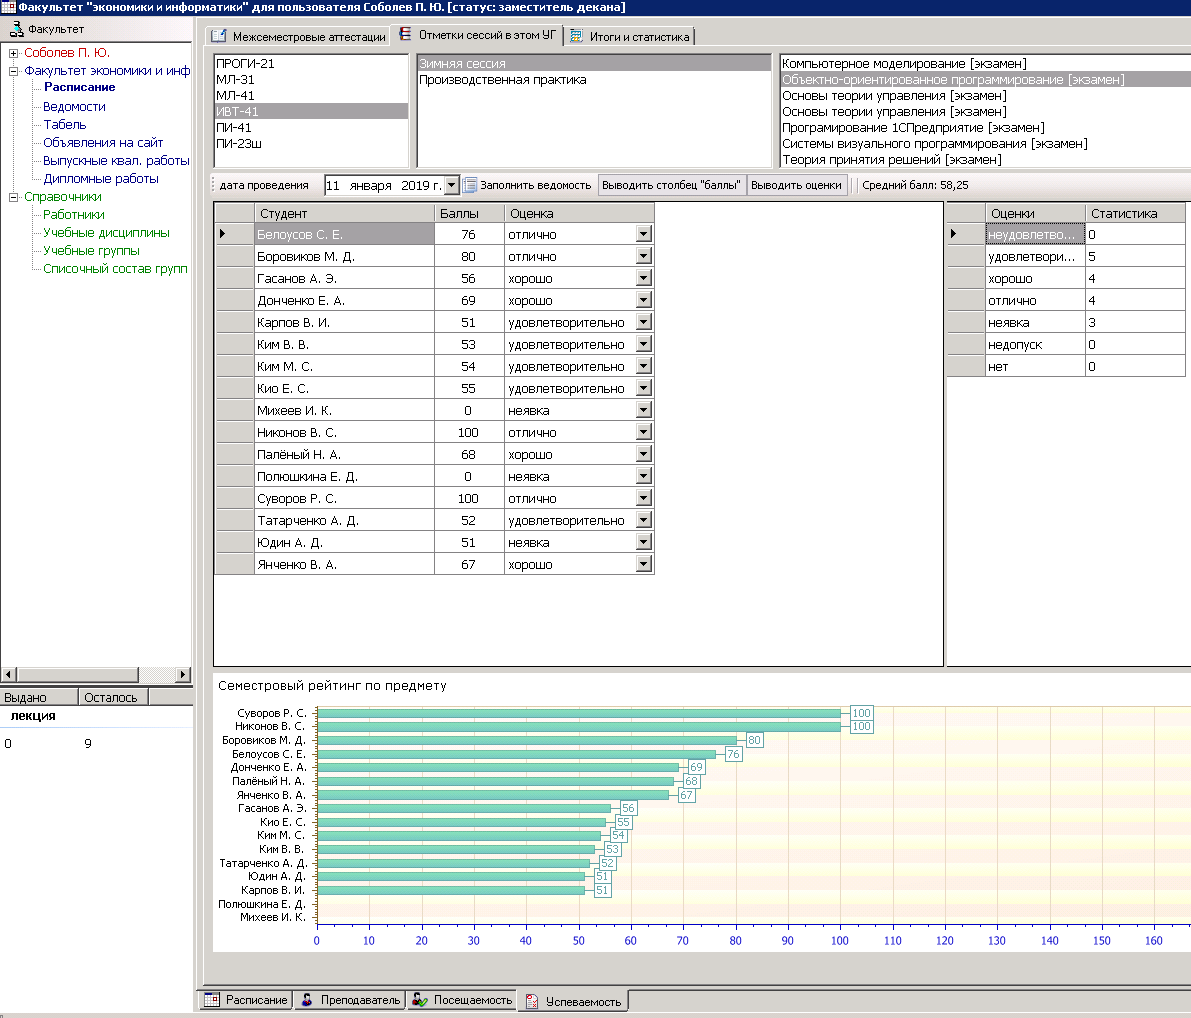 Факультет "экономики и информатики" для пользователя Соболев П. Ю. [статус: заместитель декана]
Факультет
Соболев П. Ю.
Факультет экономики и инф
Расписание
Ведомости
Табель
Объявления на сайт
Выпускные квал. работы
Дипломные работы
Справочники
Работники
Учебные дисциплины
Учебные группы
Списочный состав групп
Выдано Осталось
лекция
0 9
Межсеместровые аттестации Отметки сессий в этом УГ Итоги и статистика
ПРОГИ-21
МЛ-31
МЛ-41
ИВТ-41
ПИ-41
ПИ-23ш
Зимняя сессия
Производственная практика
Компьютерное моделирование [экзамен]
Объектно-ориентированное программирование [экзамен]
Основы теории управления [экзамен]
Основы теории управления [экзамен]
Програмирование 1СПредприятие [экзамен]
Системы визуального программирования [экзамен]
Теория принятия решений [экзамен]
дата проведения 11 января 2019 г. Заполнить ведомость Выводить столбец "баллы" Выводить оценки Средний балл: 58,25
Студент Баллы Оценка
Белоусов С. Е. 76 отлично
Боровиков М. Д. 80 отлично
Гасанов А. Э. 56 хорошо
Донченко Е. А. 69 хорошо
Карпов В. И. 51 удовлетворительно
Ким В. В. 53 удовлетворительно
Ким М. С. 54 удовлетворительно
Кио Е. С. 55 удовлетворительно
Михеев И. К. 0 неявка
Никонов В. С. 100 отлично
Палёный Н. А. 68 хорошо
Полюшкина Е. Д. 0 неявка
Суворов Р. С. 100 отлично
Татарченко А. Д. 52 удовлетворительно
Юдин А. Д. 51 неявка
Янченко В. А. 67 хорошо
Оценки Статистика
неудовлетво... 0
удовлетвори... 5
хорошо 4
отлично 4
неявка 3
недопуск 0
нет 0
Семестровый рейтинг по предмету
Суворов Р. С. 100
Никонов В. С. 100
Боровиков М. Д. 80
Белоусов С. Е. 76
Донченко Е. А. 69
Палёный Н. А. 68
Янченко В. А. 67
Гасанов А. Э. 56
Кио Е. С. 55
Ким М. С. 54
Ким В. В. 53
Татарченко А. Д. 52
Юдин А. Д. 51
Карпов В. И. 51
Полюшкина Е. Д.
Михеев И. К.
0 10 20 30 40 50 60 70 80 90 100 110 120 130 140 150 160
Расписание Преподаватель Посещаемость Успеваемость